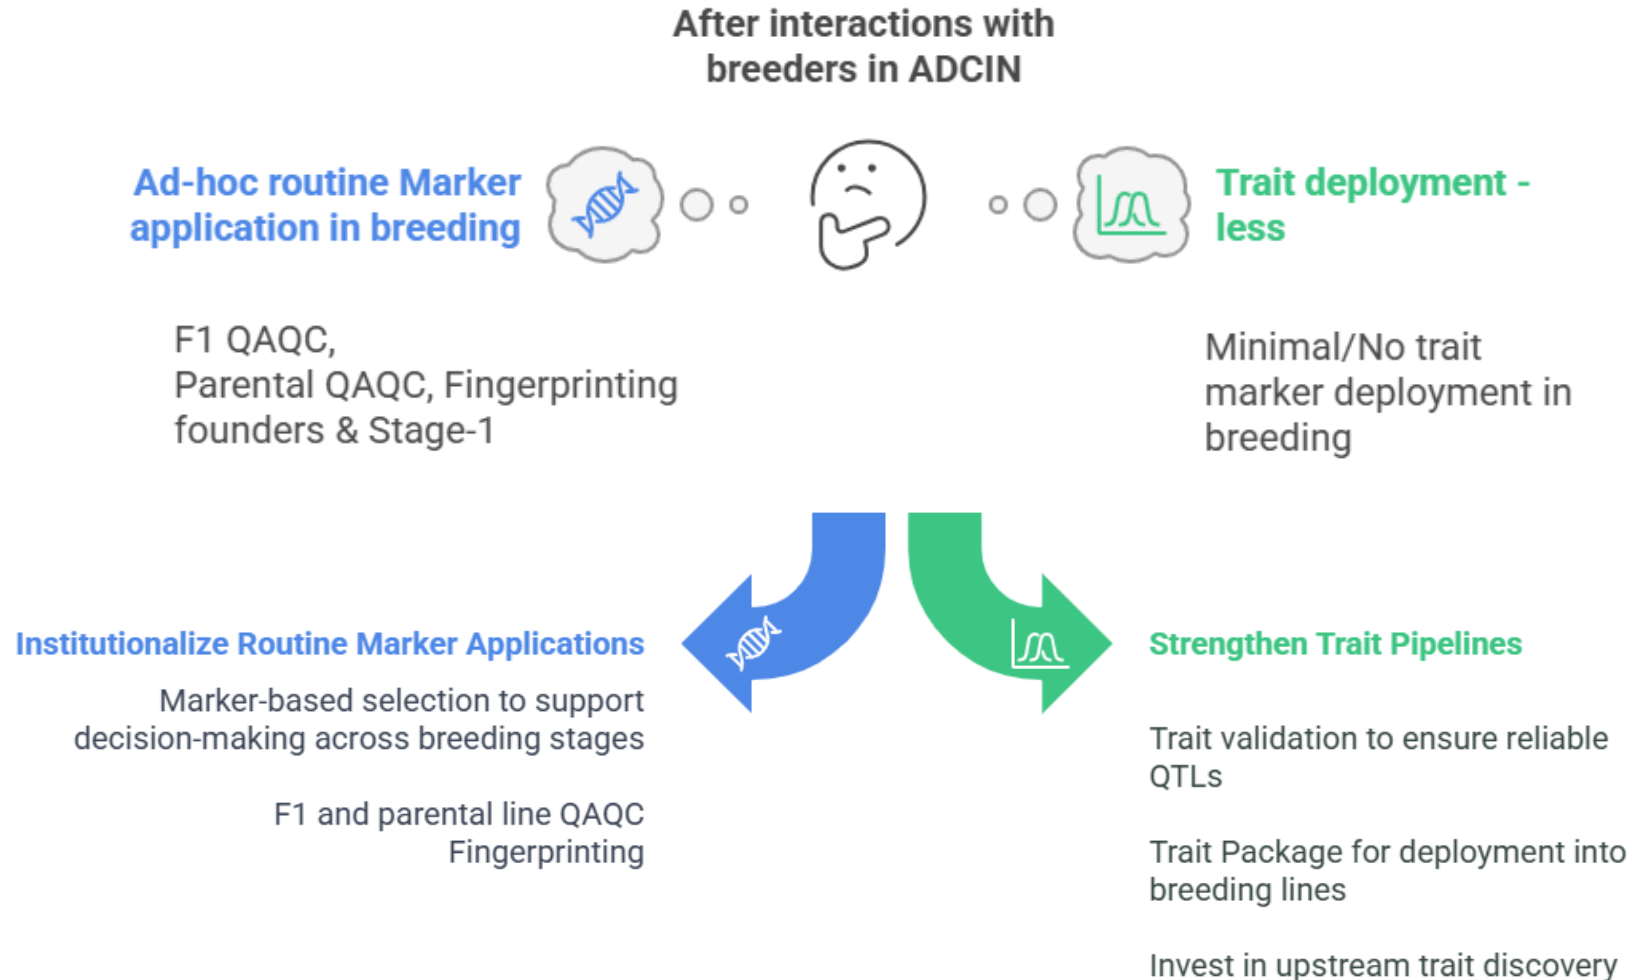 After interactions with
breeders in ADCIN
Ad-hoc routine Marker
application in breeding
Trait deployment -
less
F1 QAQC,
Parental QAQC, Fingerprinting
founders & Stage-1
Minimal/No trait
marker deployment in
breeding
Institutionalize Routine Marker Applications
Marker-based selection to support
decision-making across breeding stages
F1 and parental line QAQC
Fingerprinting
Strengthen Trait Pipelines
Trait validation to ensure reliable
QTLs
Trait Package for deployment into
breeding lines
Invest in upstream trait discovery